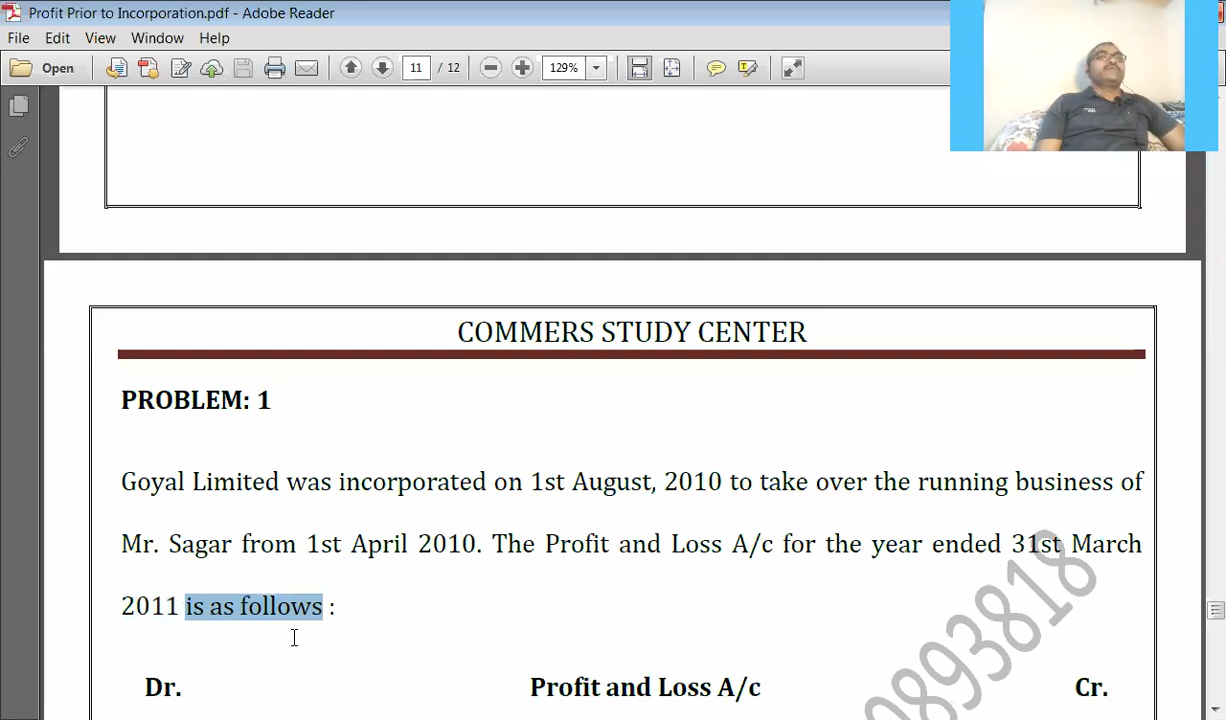 Profit Prior to Incorporation.pdf - Adobe Reader
File Edit View Window Help
Open 11 / 12 129%
COMMERS STUDY CENTER
PROBLEM: 1
Goyal Limited was incorporated on 1st August, 2010 to take over the running business of
Mr. Sagar from 1st April 2010. The Profit and Loss A/c for the year ended 31st March
2011 is as follows :
Dr. Profit and Loss A/c Cr.
0893818